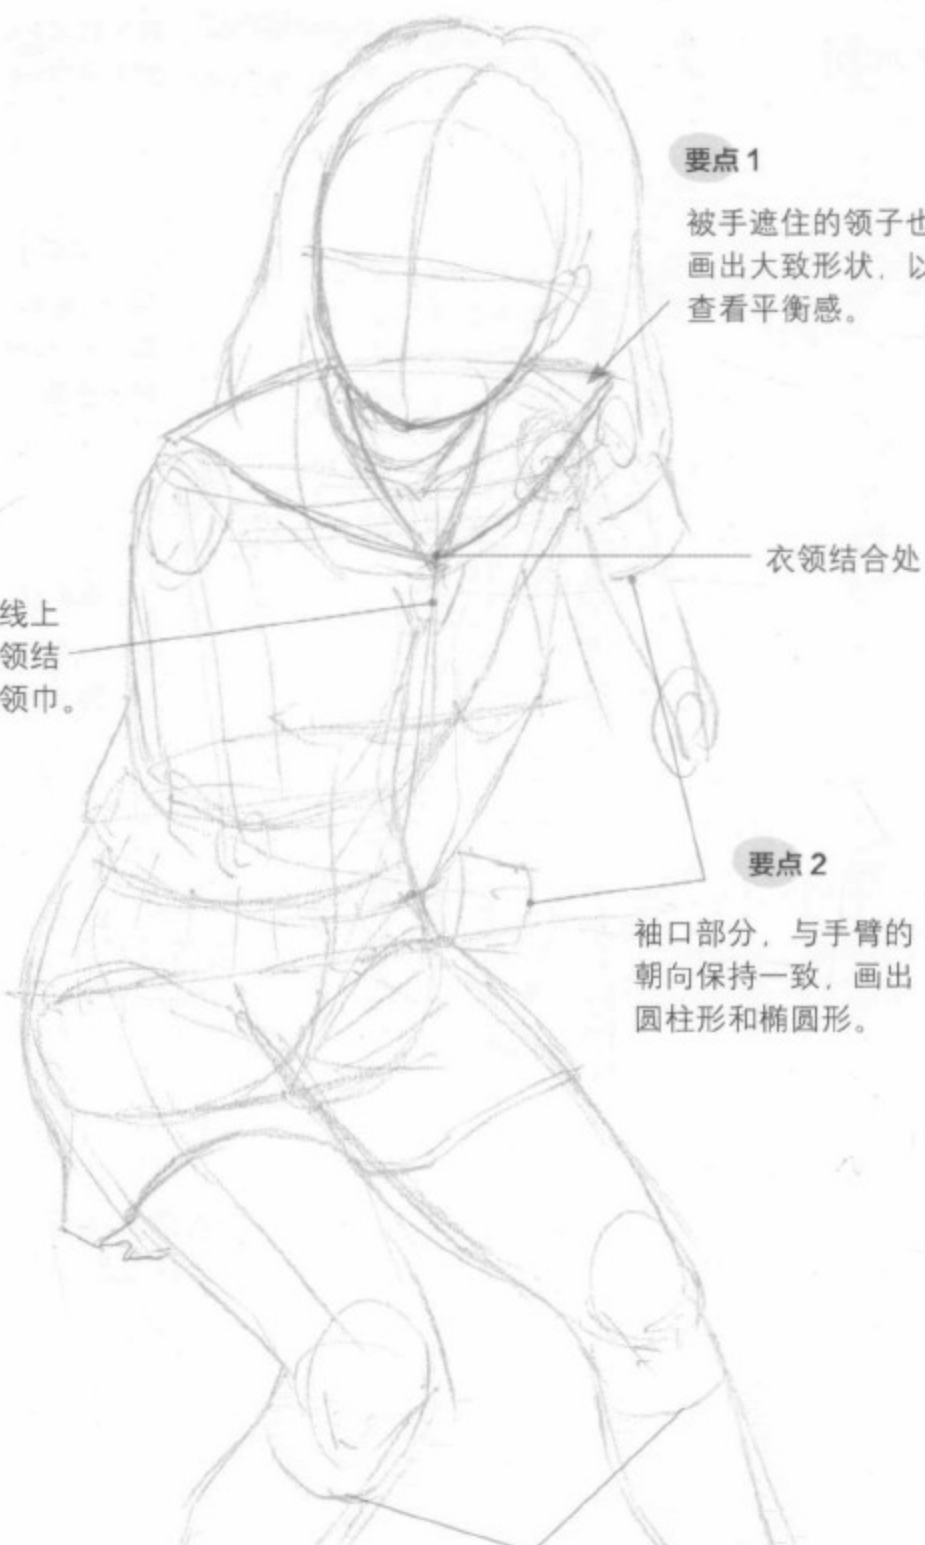 要点 1
被手遮住的领子也
画出大致形状，以
查看平衡感。
衣领结合处
线上
领结
领巾。
要点 2
袖口部分，与手臂的
朝向保持一致，画出
圆柱形和椭圆形。